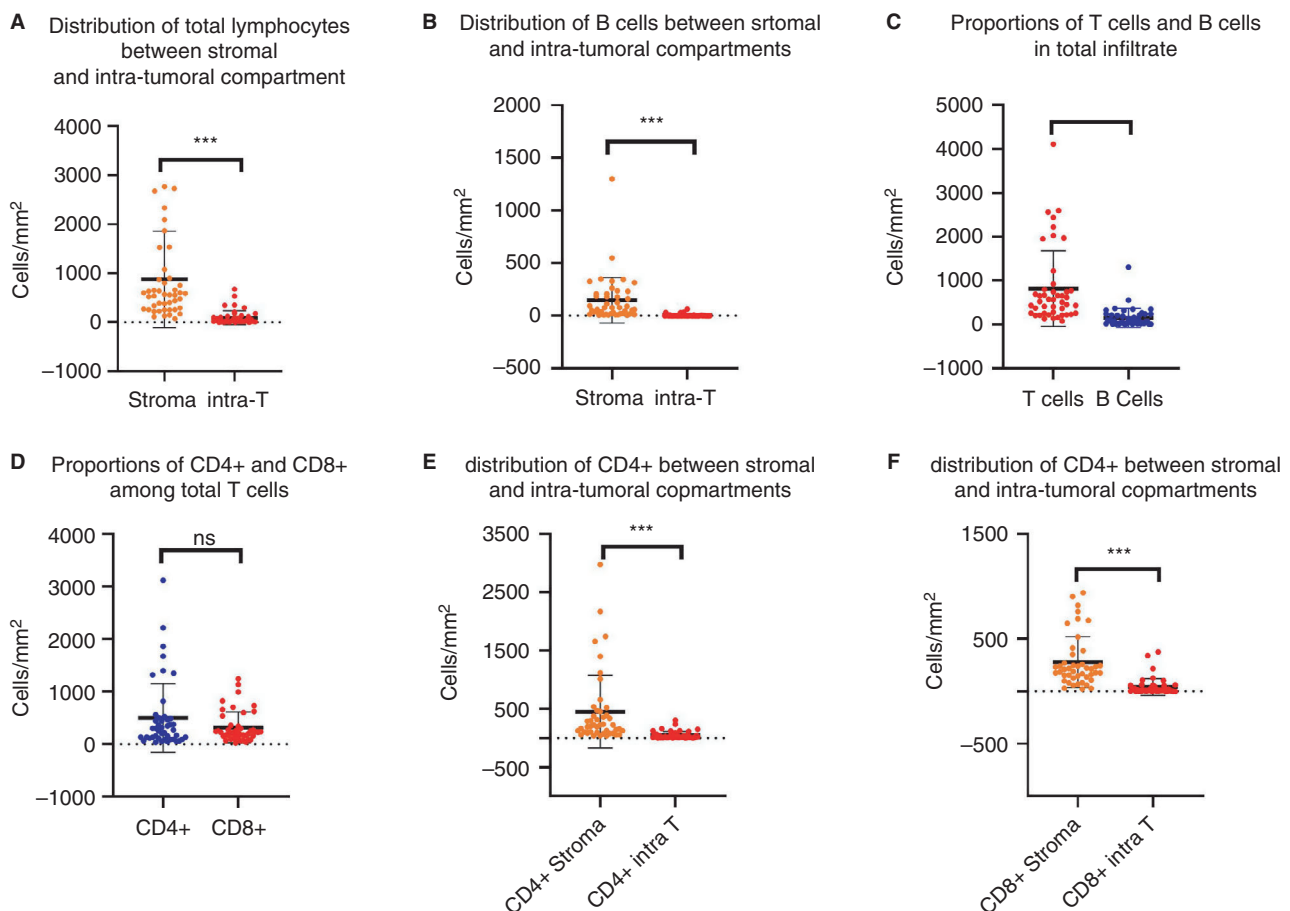 A Distribution of total lymphocytes
between stromal
and intra-tumoral compartment
Cells/mm²
4000
3000
2000
1000
0
−1000
***
Stroma intra-T
B Distribution of B cells between srtomal
and intra-tumoral compartments
Cells/mm²
2000
1500
1000
500
0
−500
***
Stroma intra-T
C Proportions of T cells and B cells
in total infiltrate
Cells/mm²
5000
4000
3000
2000
1000
0
−1000
T cells B Cells
D Proportions of CD4+ and CD8+
among total T cells
Cells/mm²
4000
3000
2000
1000
0
−1000
ns
CD4+ CD8+
E distribution of CD4+ between stromal
and intra-tumoral copmartments
Cells/mm²
3500
2500
1500
500
−500
***
CD4+ Stroma
CD4+ intra T
F distribution of CD4+ between stromal
and intra-tumoral copmartments
Cells/mm²
1500
500
−500
***
CD8+ Stroma
CD8+ intra T